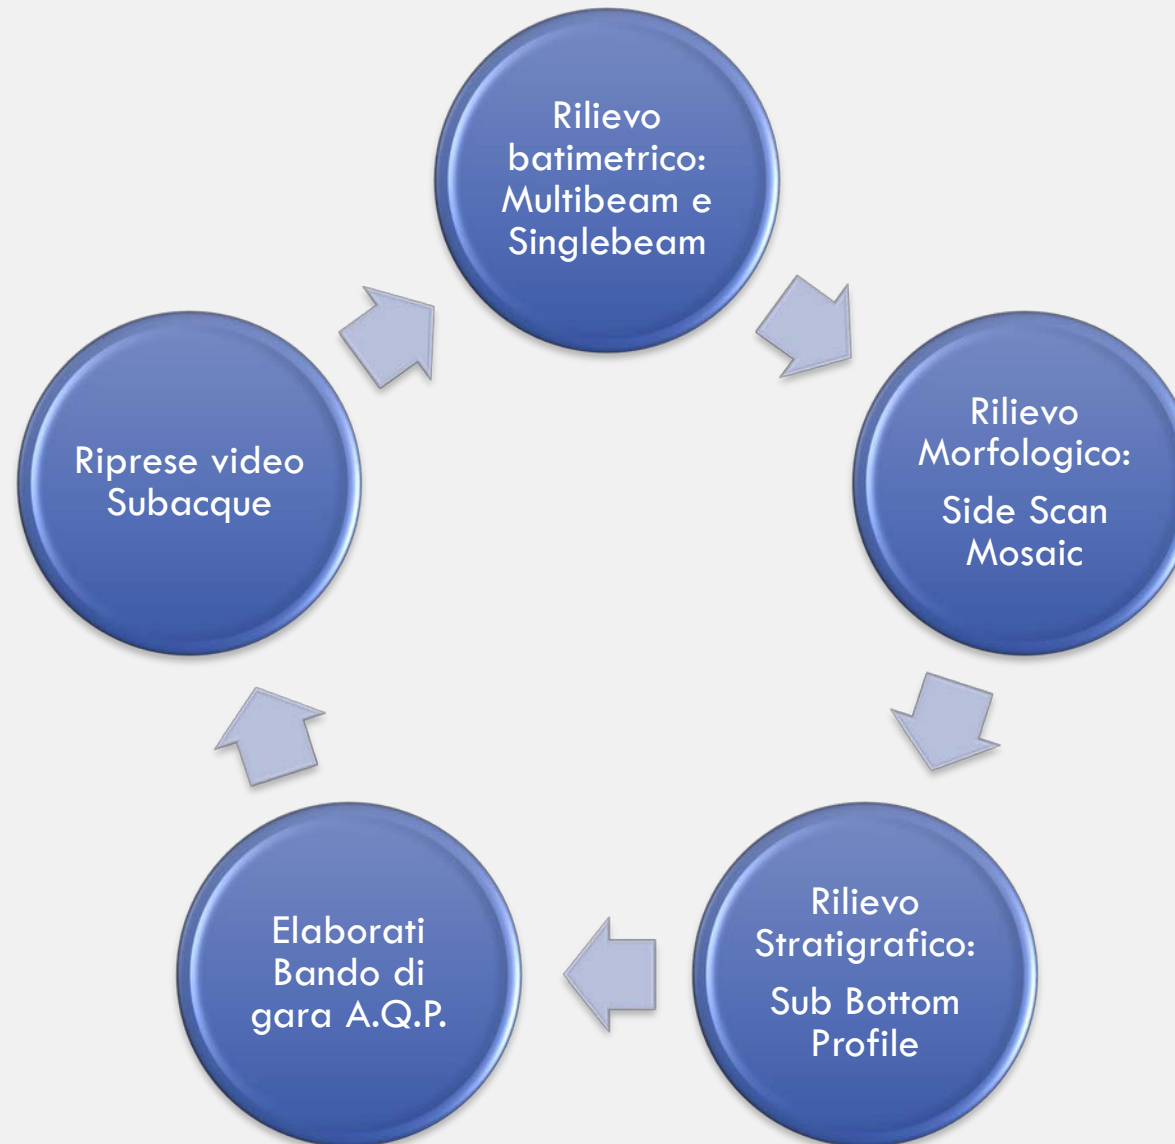 Rilievo
batimetrico:
Multibeam e
Singlebeam
Rilievo
Morfologico:
Side Scan
Mosaic
Rilievo
Stratigrafico:
Sub Bottom
Profile
Elaborati
Bando di
gara A.Q.P.
Riprese video
Subacque